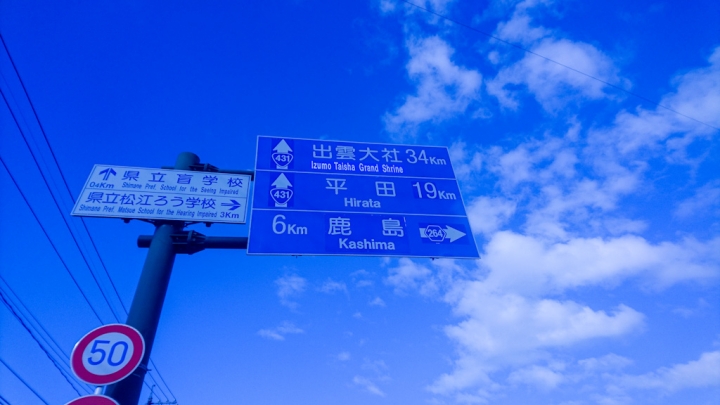 県立盲学校
0.4Km Shimane Pref. School for the Seeing Impaired
県立松江ろう学校
Shimane Pref. Matsue School for the Hearing Impaired 3Km
431 出雲大社 34Km
Izumo Taisha Grand Shrine
431 平田 19Km
Hirata
6Km 鹿島 264
Kashima
50